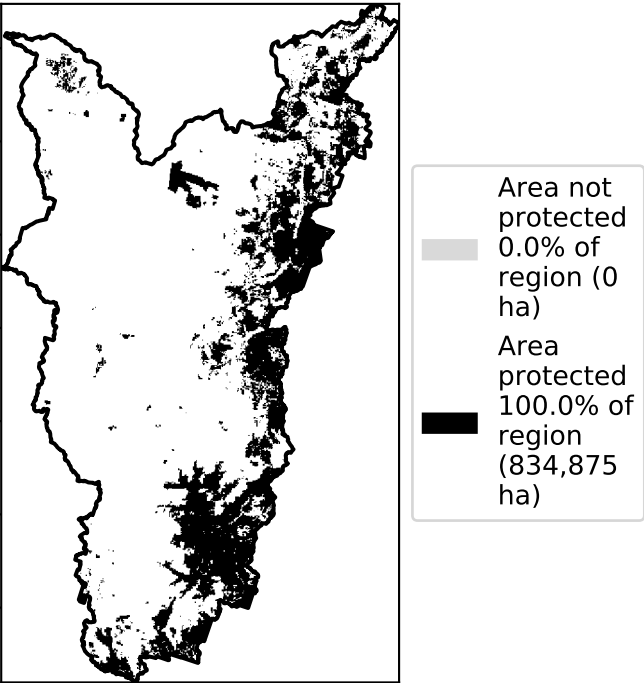 Area not
protected
0.0% of
region (0
ha)
Area
protected
100.0% of
region
(834,875
ha)